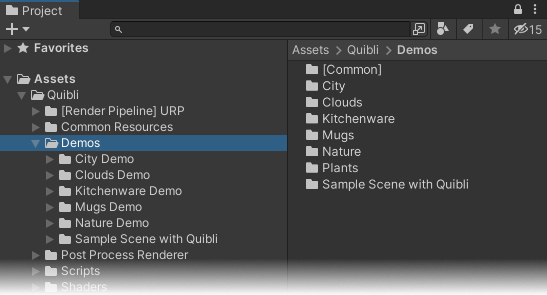 Project
15
Favorites
Assets
Quibli
[Render Pipeline] URP
Common Resources
Demos
City Demo
Clouds Demo
Kitchenware Demo
Mugs Demo
Nature Demo
Sample Scene with Quibli
Post Process Renderer
Scripts
Shaders
Assets > Quibli > Demos
[Common]
City
Clouds
Kitchenware
Mugs
Nature
Plants
Sample Scene with Quibli